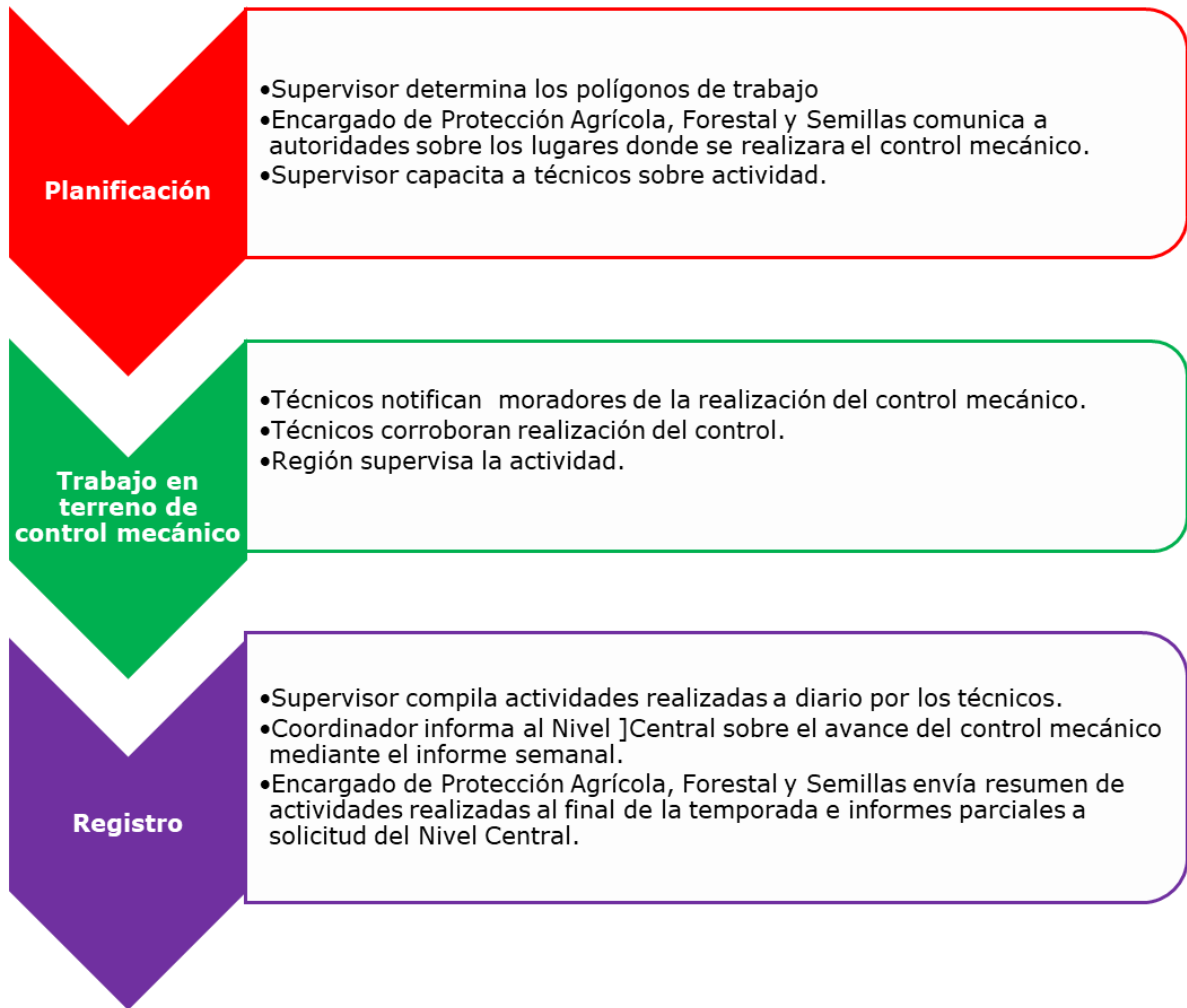 Planificación
•Supervisor determina los polígonos de trabajo
•Encargado de Protección Agrícola, Forestal y Semillas comunica a
autoridades sobre los lugares donde se realizara el control mecánico.
•Supervisor capacita a técnicos sobre actividad.
Trabajo en
terreno de
control mecánico
•Técnicos notifican  moradores de la realización del control mecánico.
•Técnicos corroboran realización del control.
•Región supervisa la actividad.
Registro
•Supervisor compila actividades realizadas a diario por los técnicos.
•Coordinador informa al Nivel ]Central sobre el avance del control mecánico
mediante el informe semanal.
•Encargado de Protección Agrícola, Forestal y Semillas envía resumen de
actividades realizadas al final de la temporada e informes parciales a
solicitud del Nivel Central.